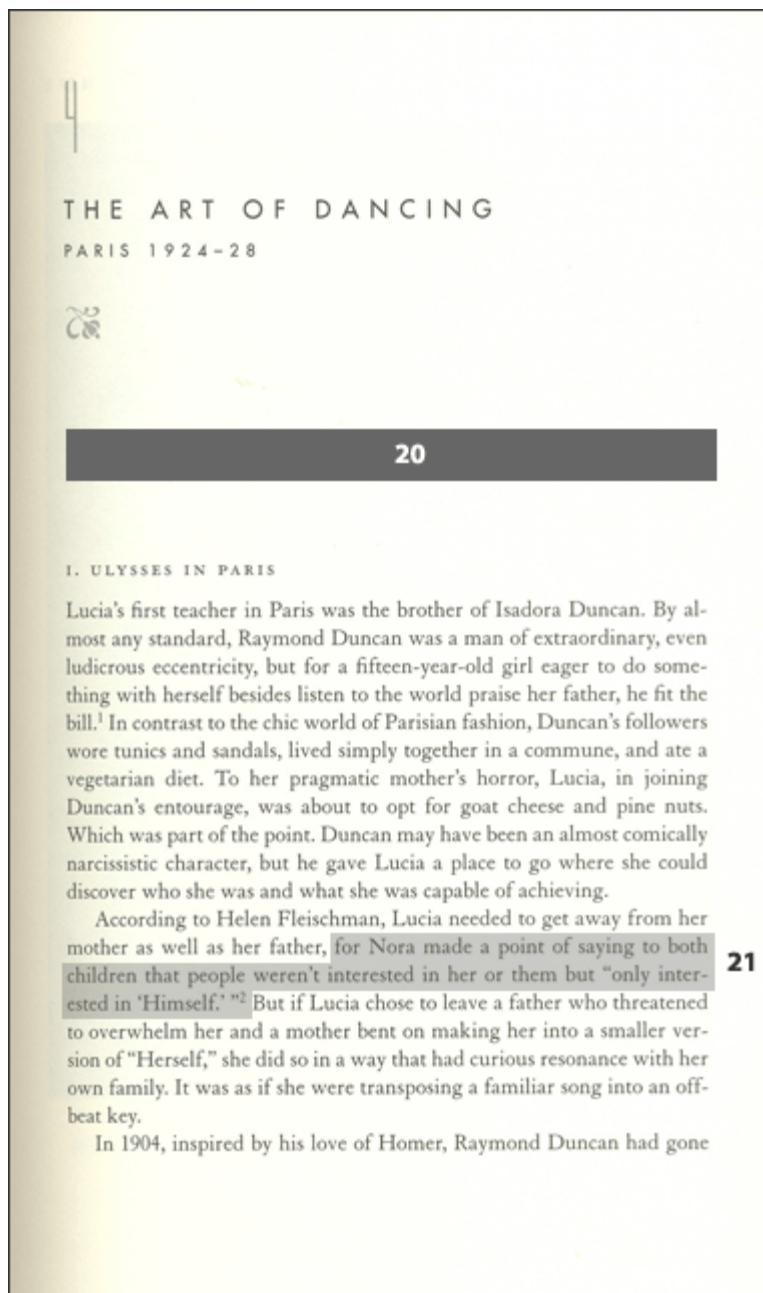 4
THE ART OF DANCING
PARIS 1924–28
20
I. ULYSSES IN PARIS
Lucia's first teacher in Paris was the brother of Isadora Duncan. By al-
most any standard, Raymond Duncan was a man of extraordinary, even
ludicrous eccentricity, but for a fifteen-year-old girl eager to do some-
thing with herself besides listen to the world praise her father, he fit the
bill.¹ In contrast to the chic world of Parisian fashion, Duncan's followers
wore tunics and sandals, lived simply together in a commune, and ate a
vegetarian diet. To her pragmatic mother's horror, Lucia, in joining
Duncan's entourage, was about to opt for goat cheese and pine nuts.
Which was part of the point. Duncan may have been an almost comically
narcissistic character, but he gave Lucia a place to go where she could
discover who she was and what she was capable of achieving.
According to Helen Fleischman, Lucia needed to get away from her
mother as well as her father, for Nora made a point of saying to both
children that people weren't interested in her or them but “only inter-
ested in ‘Himself.’ ”² But if Lucia chose to leave a father who threatened
to overwhelm her and a mother bent on making her into a smaller ver-
sion of “Herself,” she did so in a way that had curious resonance with her
own family. It was as if she were transposing a familiar song into an off-
beat key.
In 1904, inspired by his love of Homer, Raymond Duncan had gone
21